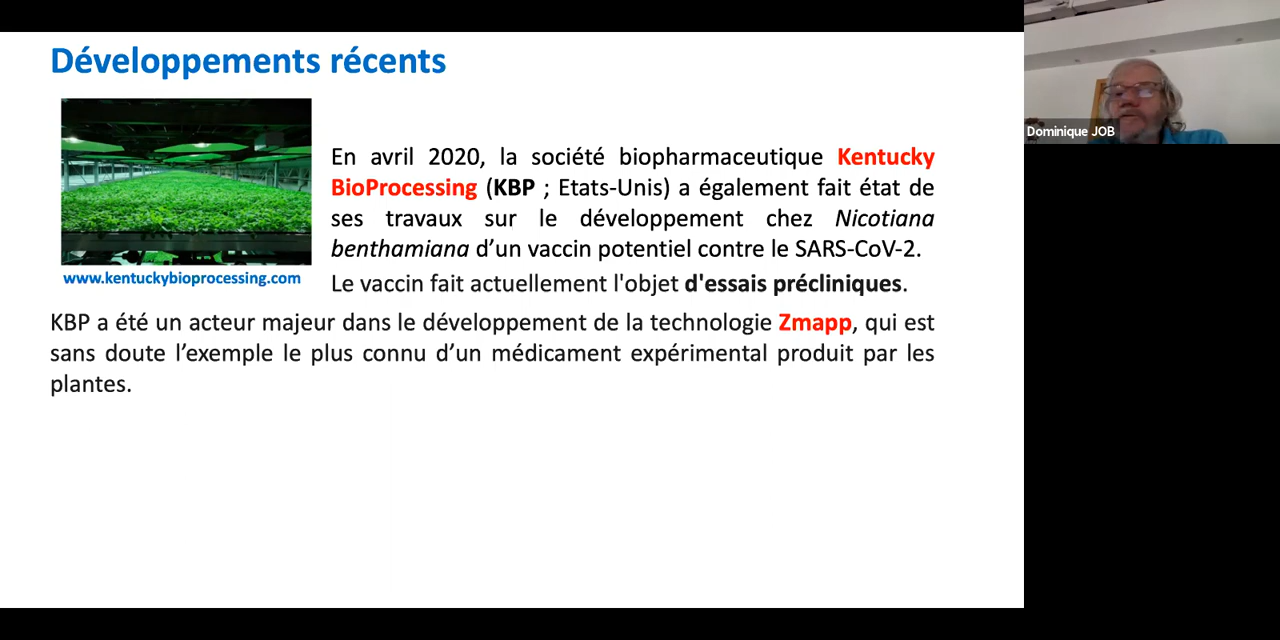 Développements récents
En avril 2020, la société biopharmaceutique Kentucky
BioProcessing (KBP ; Etats-Unis) a également fait état de
ses travaux sur le développement chez Nicotiana
benthamiana d’un vaccin potentiel contre le SARS-CoV-2.
www.kentuckybioprocessing.com
Le vaccin fait actuellement l'objet d'essais précliniques.
KBP a été un acteur majeur dans le développement de la technologie Zmapp, qui est
sans doute l’exemple le plus connu d’un médicament expérimental produit par les
plantes.
Dominique JOB